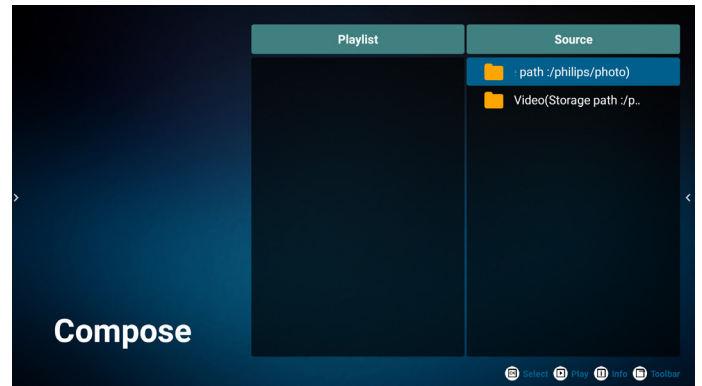 Playlist
Source
path :/philips/photo)
Video(Storage path :/p..
Compose
Select Play Info Toolbar